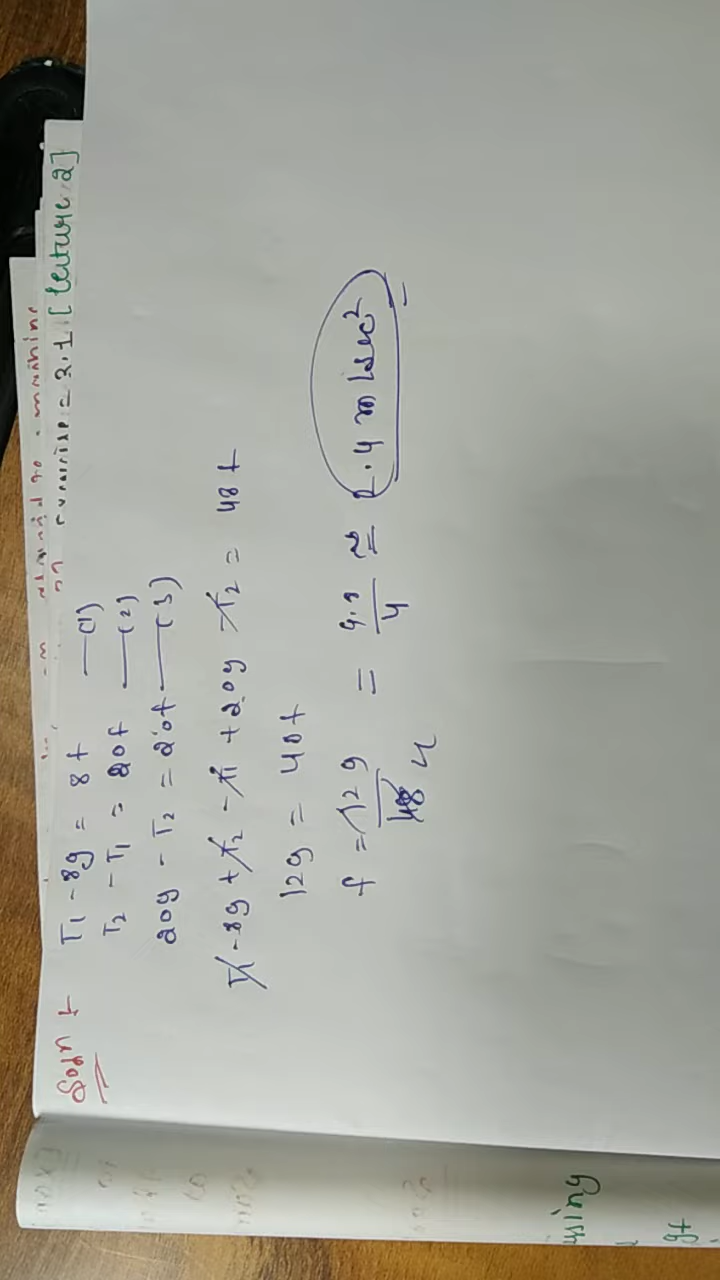 [Lecture 2]
Soln
T1 - 8g = 8f —(1)
T2 - T1 = 20f —(2)
20g - T2 = 20f —(3)
T1 - 8g + T2 - T1 + 20g - T2 = 48f
12g = 48f
f = 12g/48 4 = 9.8/4 ≈ 2.4 m/sec²
using